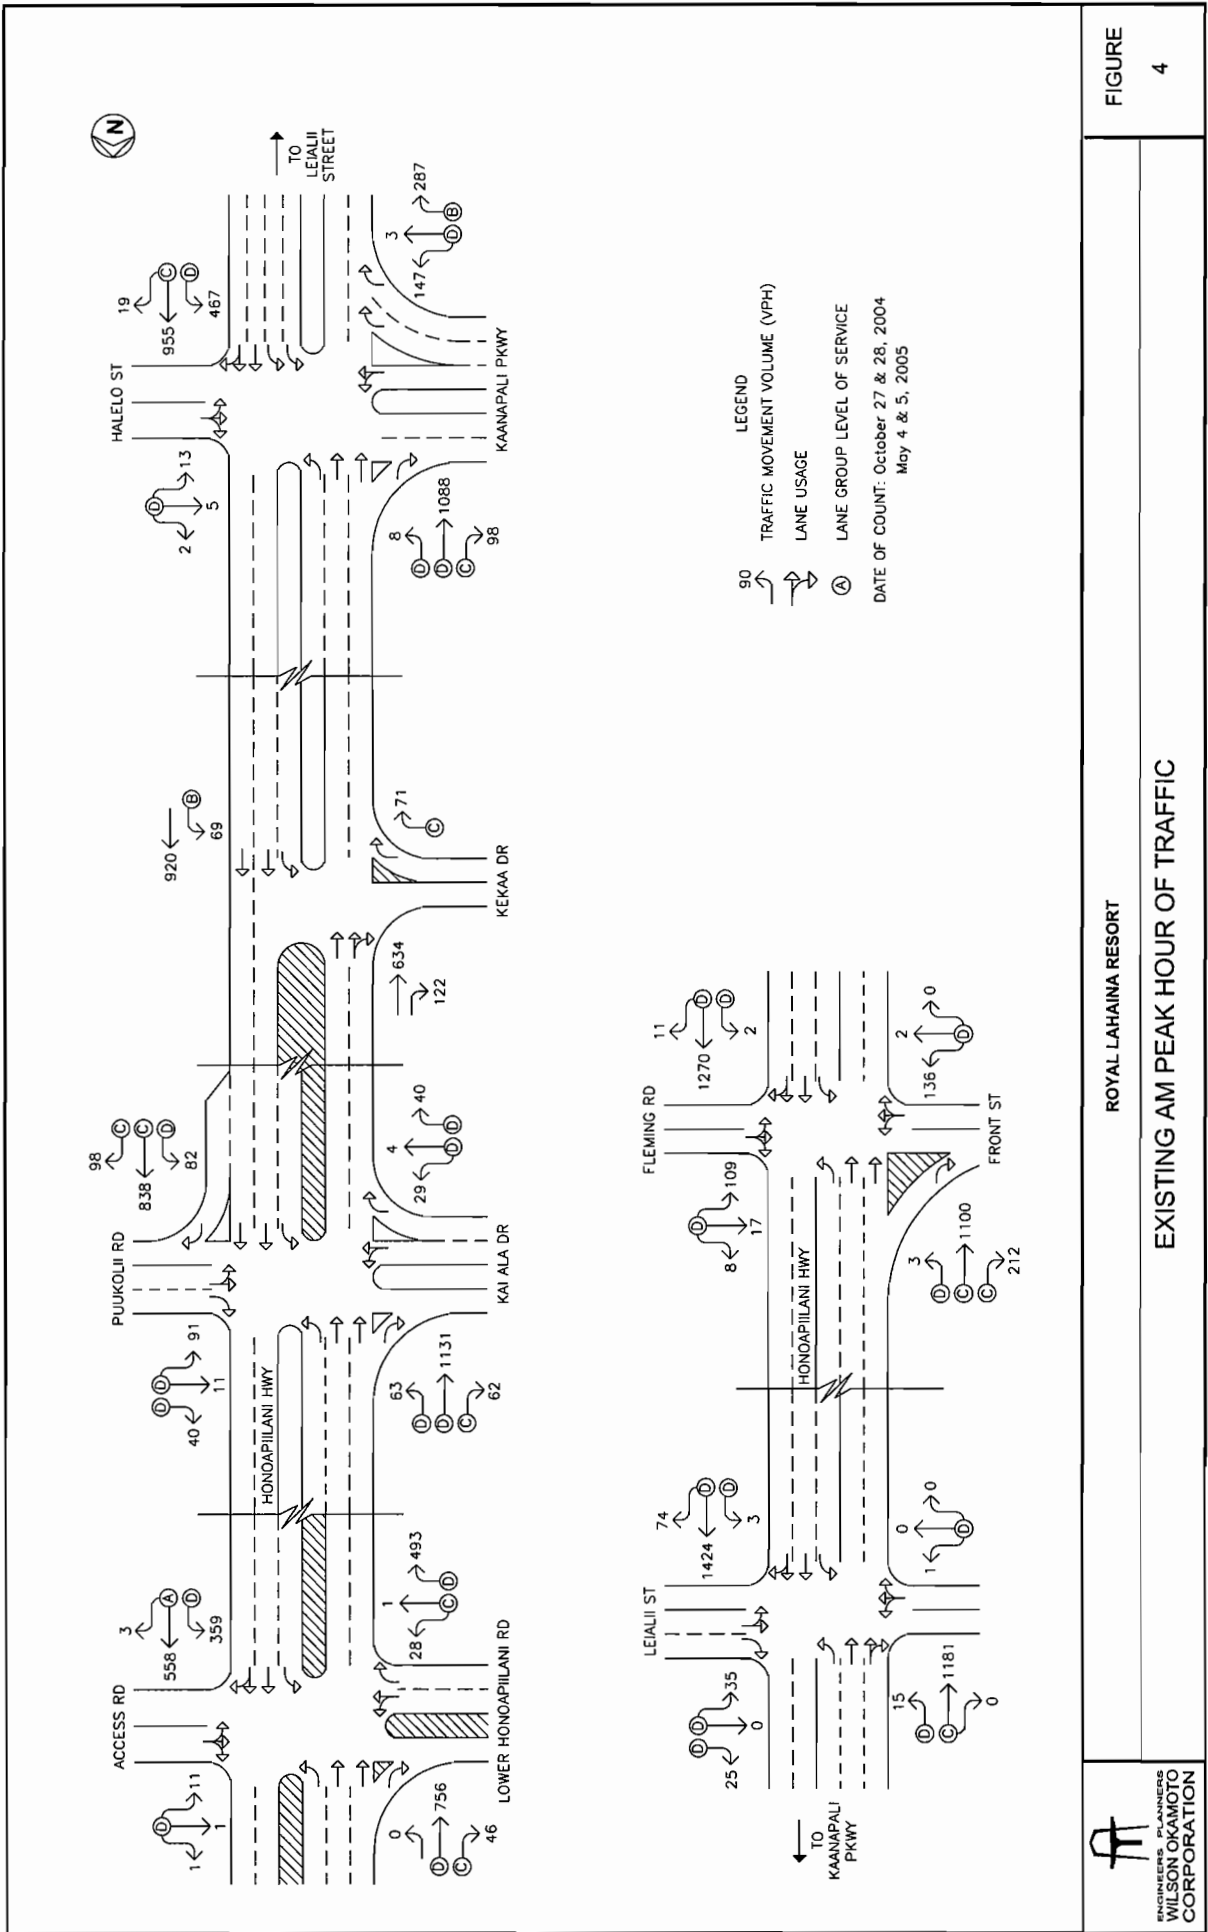 N
ACCESS RD
1
1
11
D
3
558
359
A
D
0
756
46
D
C
28
1
493
C
D
LOWER HONOAPIILANI RD
HONOAPIILANI HWY
PUUKOLII RD
40
11
91
D
D
98
838
82
C
C
D
63
1131
62
D
D
C
29
4
40
D
D
KAI ALA DR
920
69
B
634
122
71
C
KEKAA DR
HALELO ST
2
5
13
D
19
955
467
C
D
8
1088
98
D
D
C
147
3
287
D
B
KAANAPALI PKWY
TO
LEIALII
STREET
TO
KAANAPALI
PKWY
LEIALII ST
25
0
35
D
D
74
1424
3
D
D
15
1181
0
D
C
1
0
0
D
HONOAPIILANI HWY
FLEMING RD
8
17
109
D
11
1270
2
D
D
3
1100
212
D
C
C
136
2
0
D
FRONT ST
LEGEND
90
TRAFFIC MOVEMENT VOLUME (VPH)
LANE USAGE
A
LANE GROUP LEVEL OF SERVICE
DATE OF COUNT: October 27 & 28, 2004
May 4 & 5, 2005
ENGINEERS PLANNERS
WILSON OKAMOTO
CORPORATION
ROYAL LAHAINA RESORT
EXISTING AM PEAK HOUR OF TRAFFIC
FIGURE
4